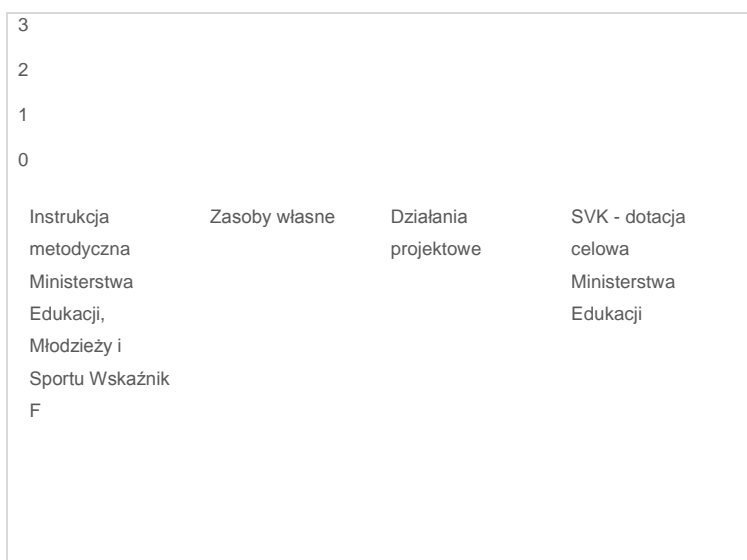 3
2
1
0
Instrukcja
metodyczna
Ministerstwa
Edukacji,
Młodzieży i
Sportu Wskaźnik
F
Zasoby własne
Działania
projektowe
SVK - dotacja
celowa
Ministerstwa
Edukacji